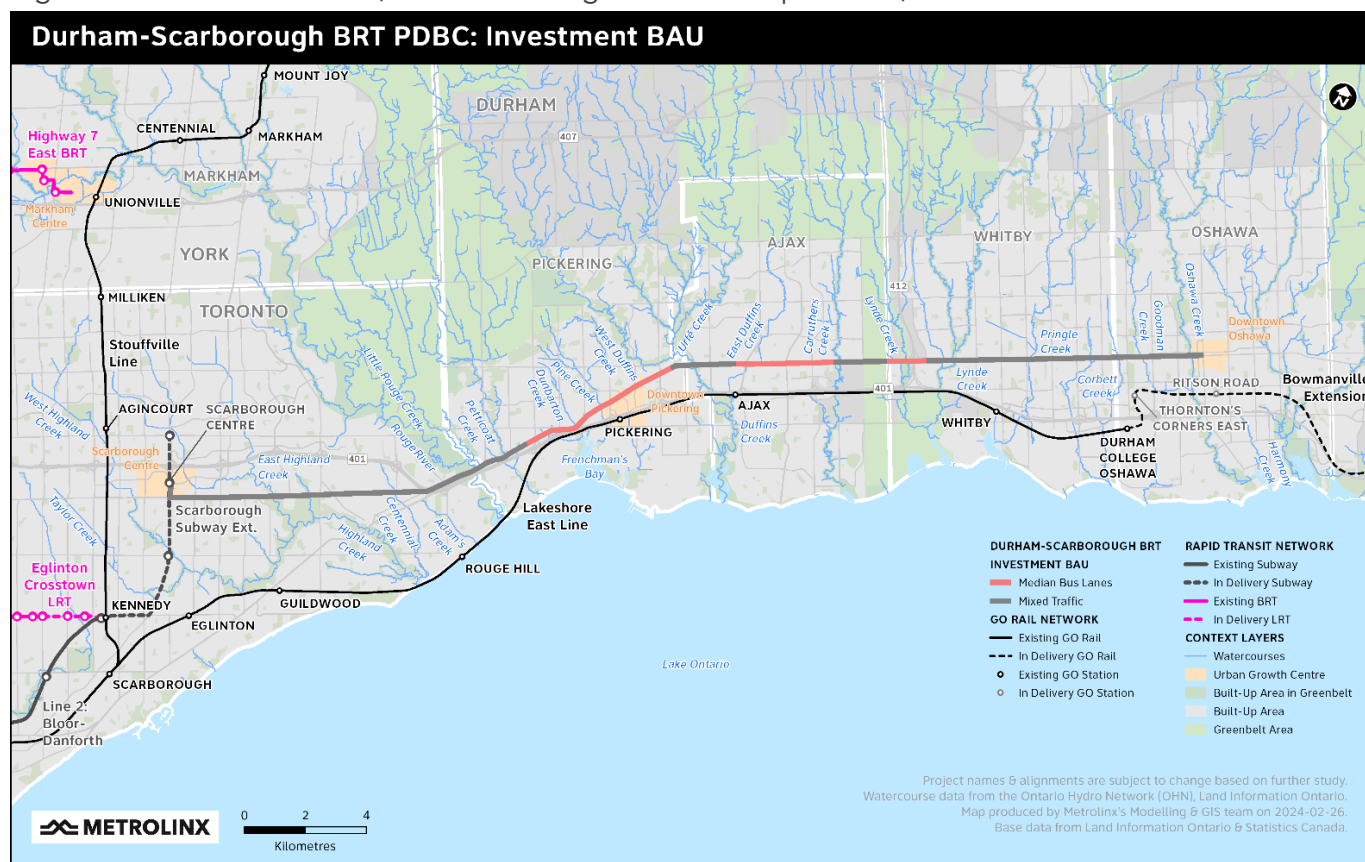 Durham-Scarborough BRT PDBC: Investment BAU
MOUNT JOY
DURHAM
N
CENTENNIAL
MARKHAM
407
Highway 7
East BRT
MARKHAM
UNIONVILLE
Markham
Centre
YORK
PICKERING
AJAX
WHITBY
OSHAWA
MILLIKEN
TORONTO
412
Stouffville
Line
Little Rouge Creek
Rouge River
Petticoat
Creek
Dunbarton
Creek
Pine Creek
West Duffins
Creek
Urfé Creek
East Duffins
Creek
Carruthers
Creek
Lynde Creek
Pringle
Creek
Goodman
Creek
Oshawa Creek
Downtown
Oshawa
West Highland
Creek
AGINCOURT
SCARBOROUGH
CENTRE
Scarborough
Centre
East Highland
Creek
401
Downtown
Pickering
PICKERING
AJAX
Duffins
Creek
401
Lynde
Creek
WHITBY
Corbett
Creek
RITSON ROAD
Bowmanville
Extension
THORNTON'S
CORNERS EAST
DURHAM
COLLEGE
OSHAWA
Harmony
Creek
Frenchman's
Bay
Scarborough
Subway Ext.
Taylor Creek
Highland
Creek
Centennial
Creek
Adam's
Creek
Lakeshore
East Line
ROUGE HILL
Eglinton
Crosstown
LRT
KENNEDY
GUILDWOOD
EGLINTON
SCARBOROUGH
Line 2:
Bloor-
Danforth
Lake Ontario
DURHAM-SCARBOROUGH BRT
INVESTMENT BAU
Median Bus Lanes
Mixed Traffic
GO RAIL NETWORK
Existing GO Rail
In Delivery GO Rail
Existing GO Station
In Delivery GO Station
RAPID TRANSIT NETWORK
Existing Subway
In Delivery Subway
Existing BRT
In Delivery LRT
CONTEXT LAYERS
Watercourses
Urban Growth Centre
Built-Up Area in Greenbelt
Built-Up Area
Greenbelt Area
Project names & alignments are subject to change based on further study.
Watercourse data from the Ontario Hydro Network (OHN), Land Information Ontario.
Map produced by Metrolinx's Modelling & GIS team on 2024-02-26.
Base data from Land Information Ontario & Statistics Canada.
METROLINX
0 2 4
Kilometres